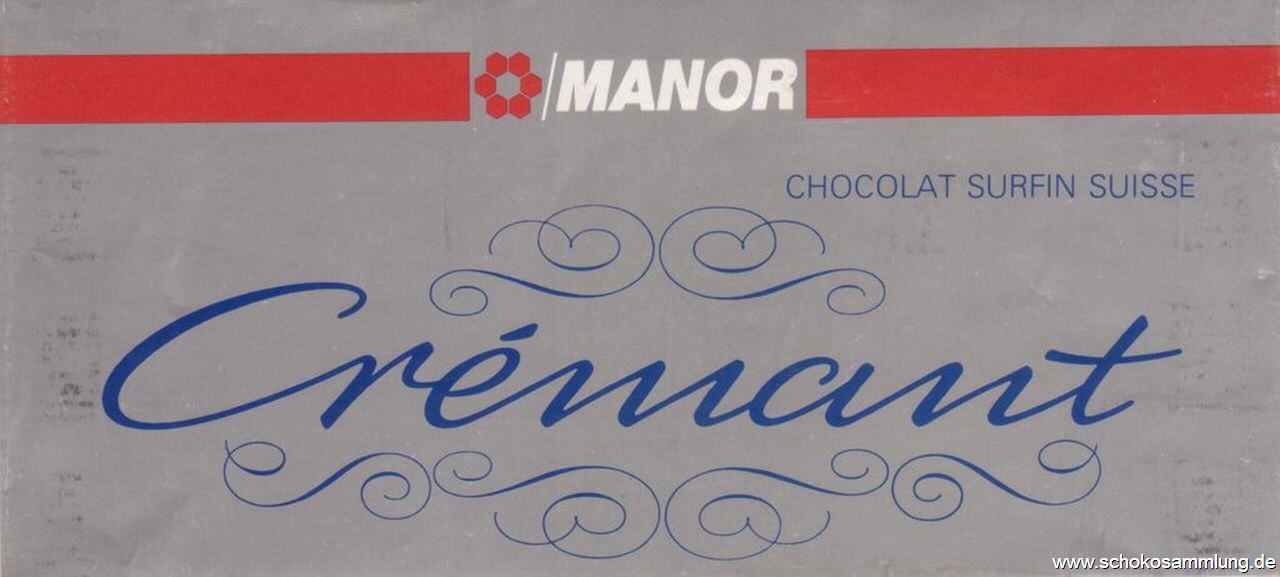 MANOR
CHOCOLAT SURFIN SUISSE
Crémant
www.schokosammlung.de